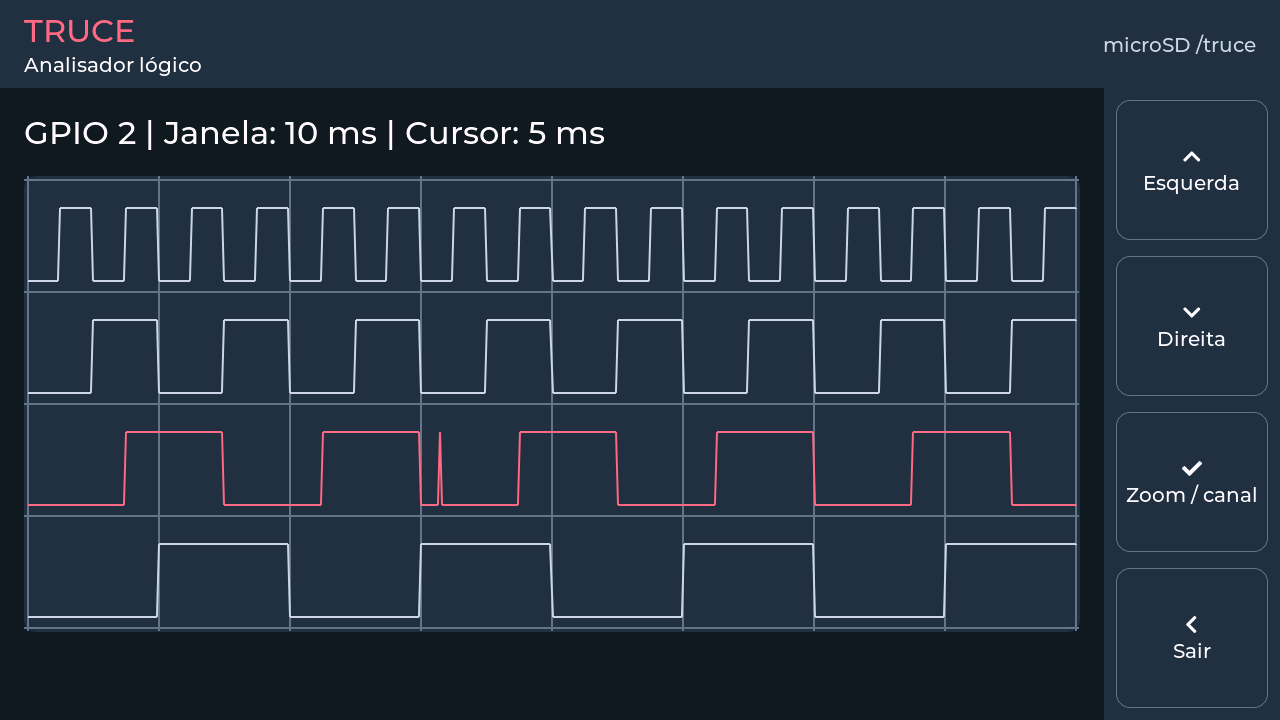 TRUCE
Analisador lógico
microSD /truce
GPIO 2 | Janela: 10 ms | Cursor: 5 ms
Esquerda
Direita
Zoom / canal
Sair